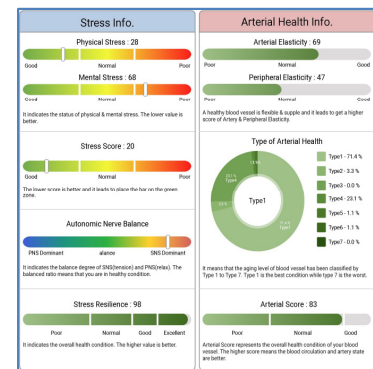 Stress Info.
Physical Stress : 28
Good Normal Poor
Mental Stress : 68
Good Normal Poor
It indicates the status of physical & mental stress. The lower value is
better.
Stress Score : 20
Good Normal Poor
The lower score is better and it leads to place the bar on the green
zone.
Autonomic Nerve Balance
PNS Dominant alance SNS Dominant
It indicates the balance degree of SNS(tension) and PNS(relax). The
balanced ratio means that you are in healthy condition.
Stress Resilience : 98
Poor Normal Good Excellent
It indicates the overall health condition. The higher value is better.
Arterial Health Info.
Arterial Elasticity : 69
Poor Normal Good
Peripheral Elasticity : 47
Poor Normal Good
A healthy blood vessel is flexible & supple and it leads to get a higher
score of Artery & Peripheral Elasticity.
Type of Arterial Health
23.1 %
Type4
3.3 %
71.4 %
Type1
Type1
Type1 - 71.4 %
Type2 - 3.3 %
Type3 - 0.0 %
Type4 - 23.1 %
Type5 - 1.1 %
Type6 - 1.1 %
Type7 - 0.0 %
It means that the aging level of blood vessel has been classified by
Type 1 to Type 7. Type 1 is the best condition while type 7 is the worst.
Arterial Score : 83
Poor Normal Good
Arterial Score represents the overall health condition of your blood
vessel. The higher score means the blood circulation and artery state
are better.